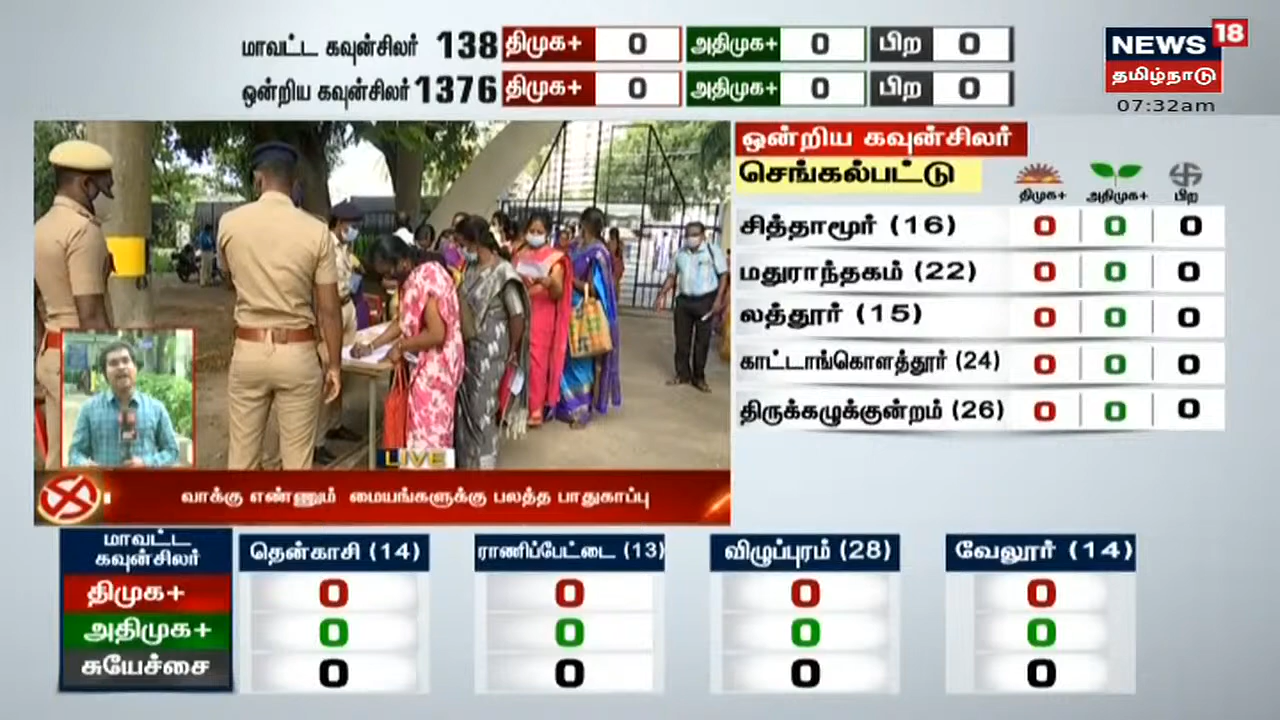 மாவட்ட கவுன்சிலர் 138 திமுக+ 0 அதிமுக+ 0 பிற 0
ஒன்றிய கவுன்சிலர் 1376 திமுக+ 0 அதிமுக+ 0 பிற 0
NEWS 18
தமிழ்நாடு
07:32am
ஒன்றிய கவுன்சிலர்
செங்கல்பட்டு
திமுக+ அதிமுக+ பிற
சித்தாமூர் (16) 0 0 0
மதுராந்தகம் (22) 0 0 0
லத்தூர் (15) 0 0 0
காட்டாங்கொளத்தூர் (24) 0 0 0
திருக்கழுக்குன்றம் (26) 0 0 0
LIVE
வாக்கு எண்ணும் மையங்களுக்கு பலத்த பாதுகாப்பு
மாவட்ட
கவுன்சிலர்
தென்காசி (14) ராணிப்பேட்டை (13) விழுப்புரம் (28) வேலூர் (14)
திமுக+ 0 0 0 0
அதிமுக+ 0 0 0 0
சுயேச்சை 0 0 0 0